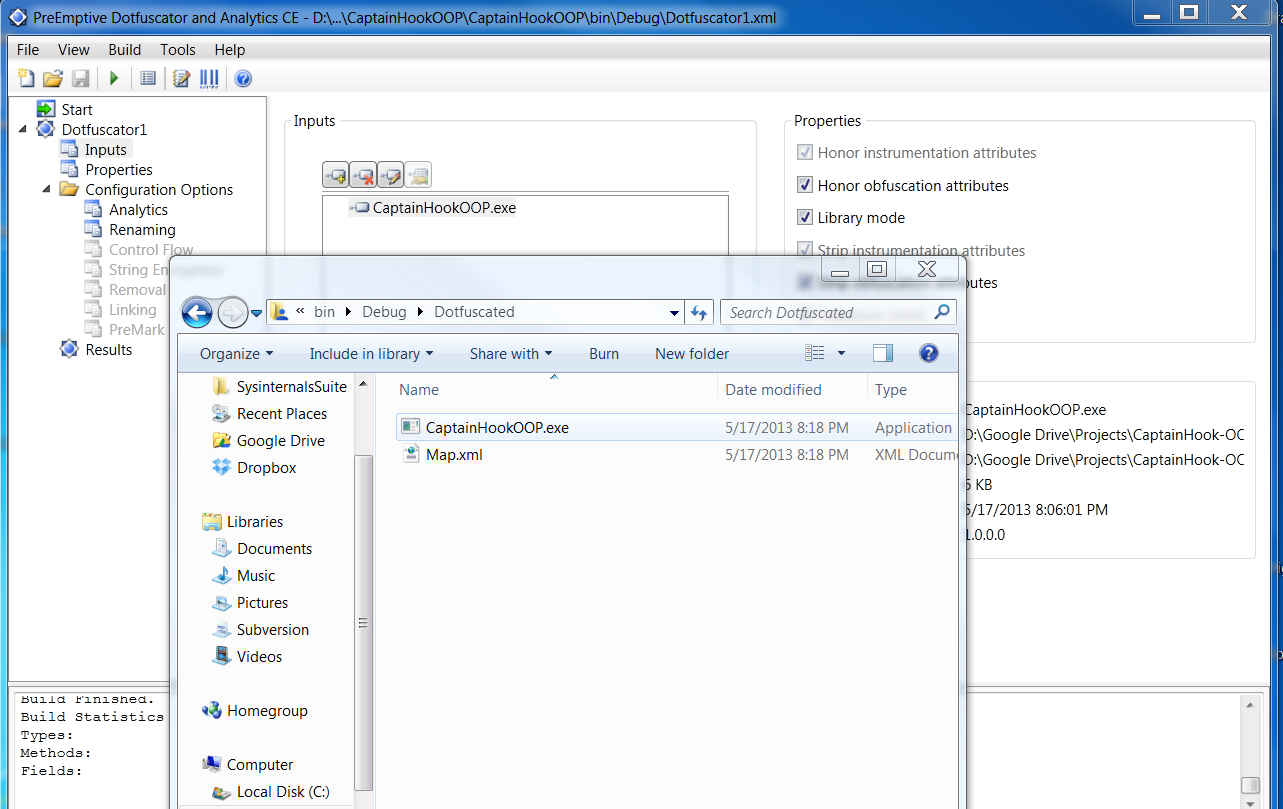 PreEmptive Dotfuscator and Analytics CE - D:\...\CaptainHookOOP\CaptainHookOOP\bin\Debug\Dotfuscator1.xml
File View Build Tools Help
Start
Dotfuscator1
Inputs
Properties
Configuration Options
Analytics
Renaming
Control Flow
String En
Removal
Linking
PreMark
Results
Inputs
CaptainHookOOP.exe
Properties
Honor instrumentation attributes
Honor obfuscation attributes
Library mode
Strip instrumentation attributes
Strip obfuscation attributes
CaptainHookOOP.exe
D:\Google Drive\Projects\CaptainHook-OC
D:\Google Drive\Projects\CaptainHook-OC
KB
5/17/2013 8:06:01 PM
1.0.0.0
« bin Debug Dotfuscated
Search Dotfuscated
Organize Include in library Share with Burn New folder
SysinternalsSuite
Recent Places
Google Drive
Dropbox
Libraries
Documents
Music
Pictures
Subversion
Videos
Homegroup
Computer
Local Disk (C:)
Name Date modified Type
CaptainHookOOP.exe 5/17/2013 8:18 PM Application
Map.xml 5/17/2013 8:18 PM XML Docum
Build Finished.
Build Statistics
Types:
Methods:
Fields: